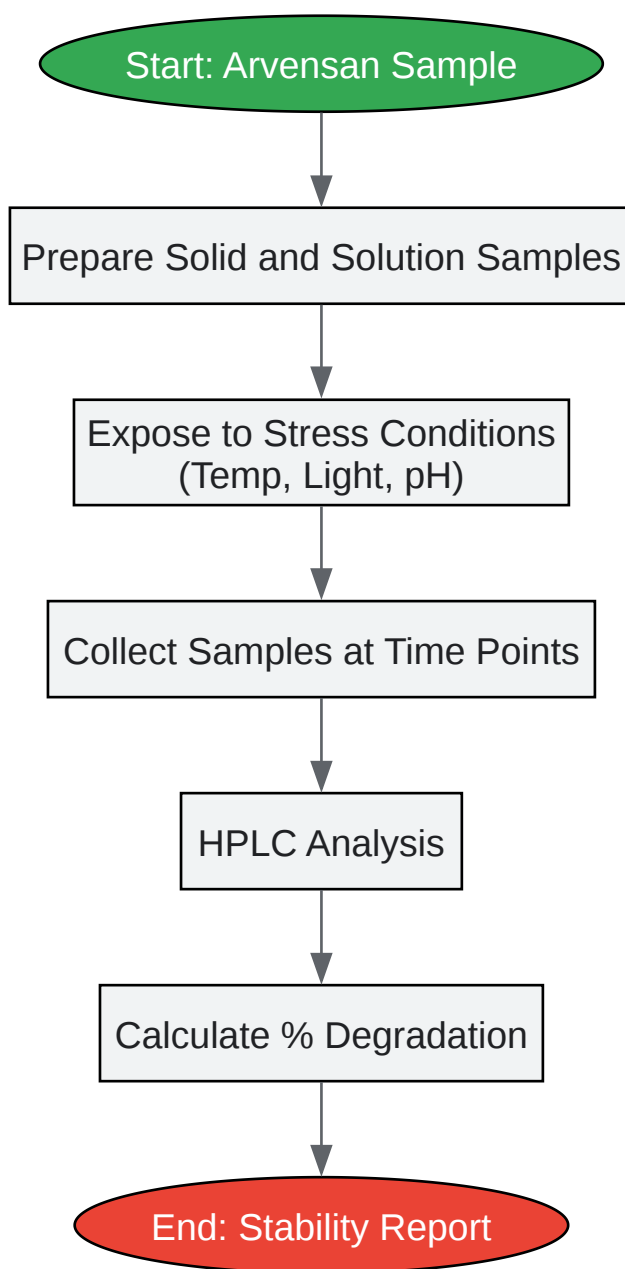 Start: Arvensan Sample
Prepare Solid and Solution Samples
Expose to Stress Conditions
(Temp, Light, pH)
Collect Samples at Time Points
HPLC Analysis
Calculate % Degradation
End: Stability Report